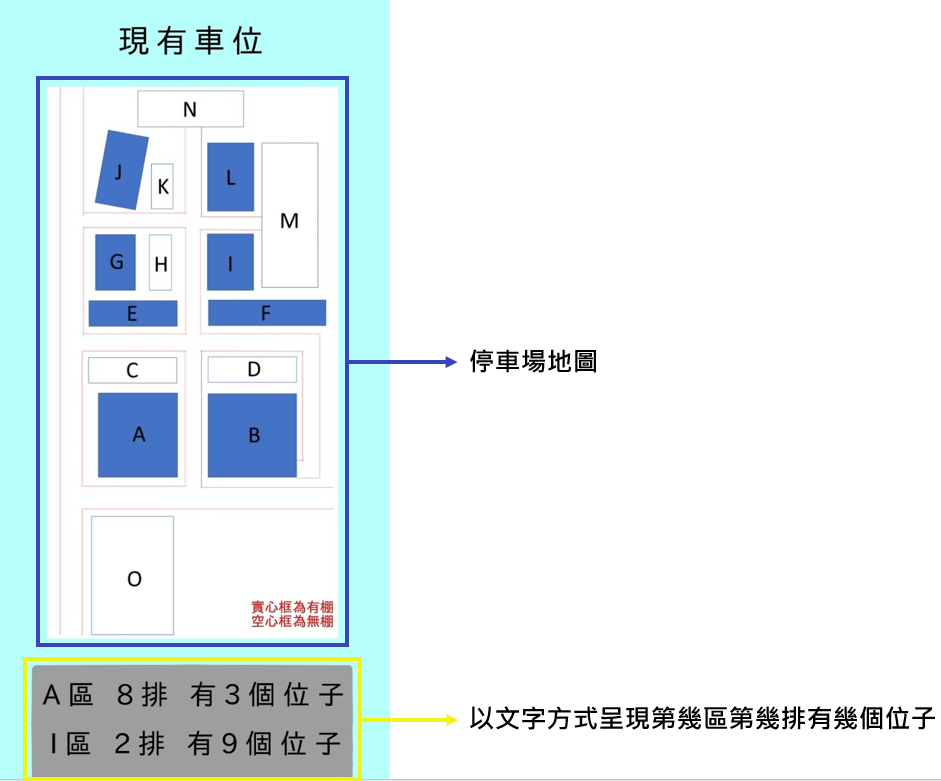 現有車位
N
J
K
L
M
G
H
I
E
F
C
D
A
B
O
實心框為有棚
空心框為無棚
停車場地圖
A區 8排 有3個位子
I區 2排 有9個位子
以文字方式呈現第幾區第幾排有幾個位子